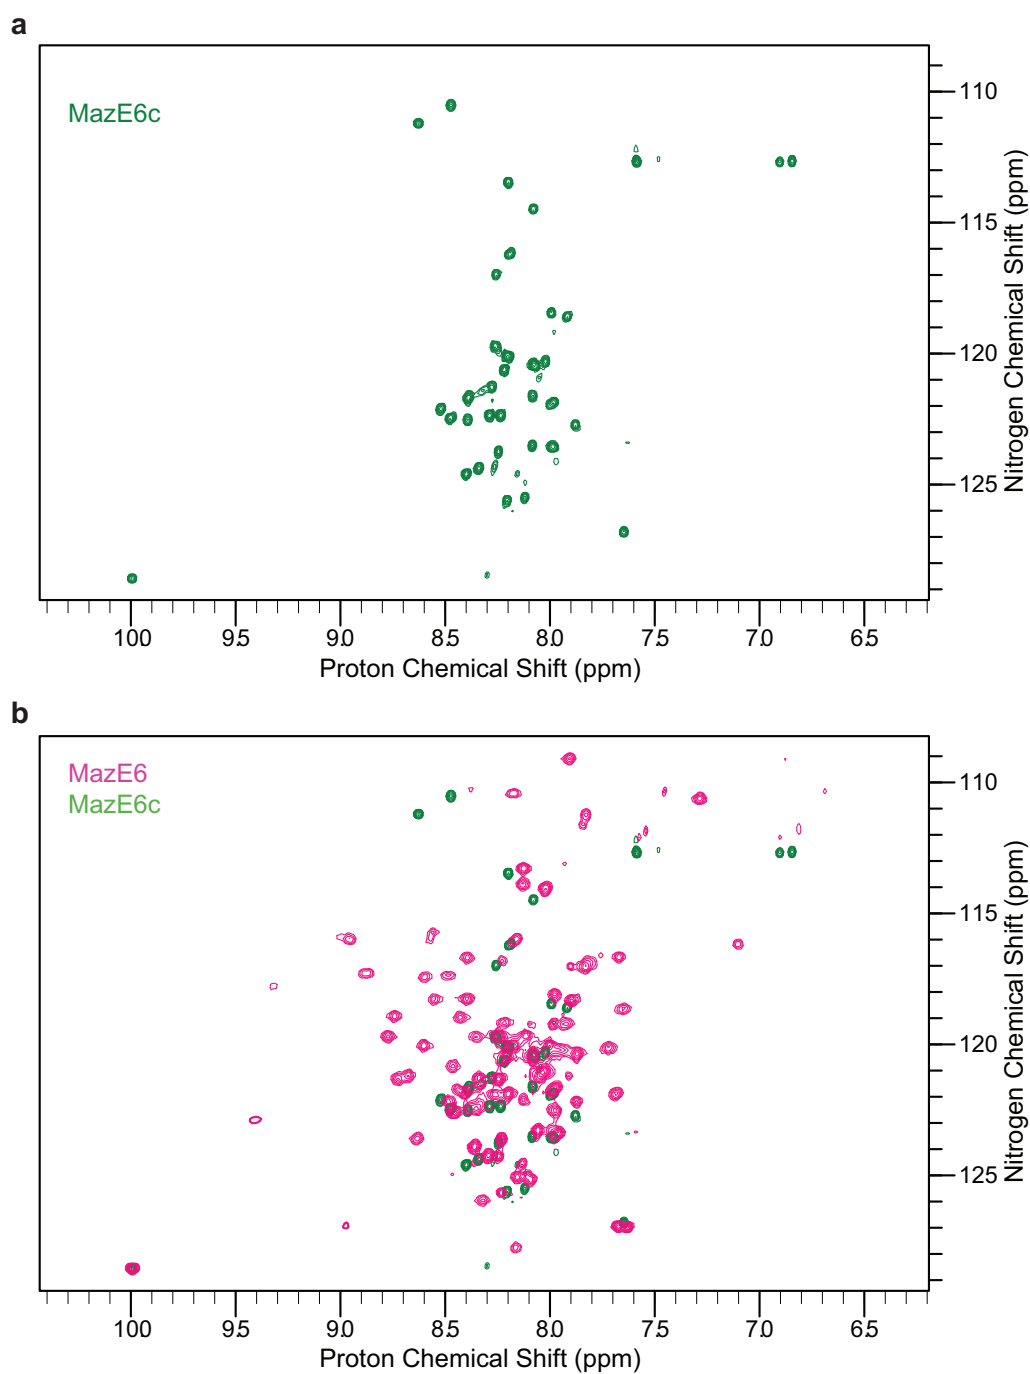 a
MazE6c
110
115
120
125
Nitrogen Chemical Shift (ppm)
10.0 9.5 9.0 8.5 8.0 7.5 7.0 6.5
Proton Chemical Shift (ppm)
b
MazE6
MazE6c
110
115
120
125
Nitrogen Chemical Shift (ppm)
10.0 9.5 9.0 8.5 8.0 7.5 7.0 6.5
Proton Chemical Shift (ppm)